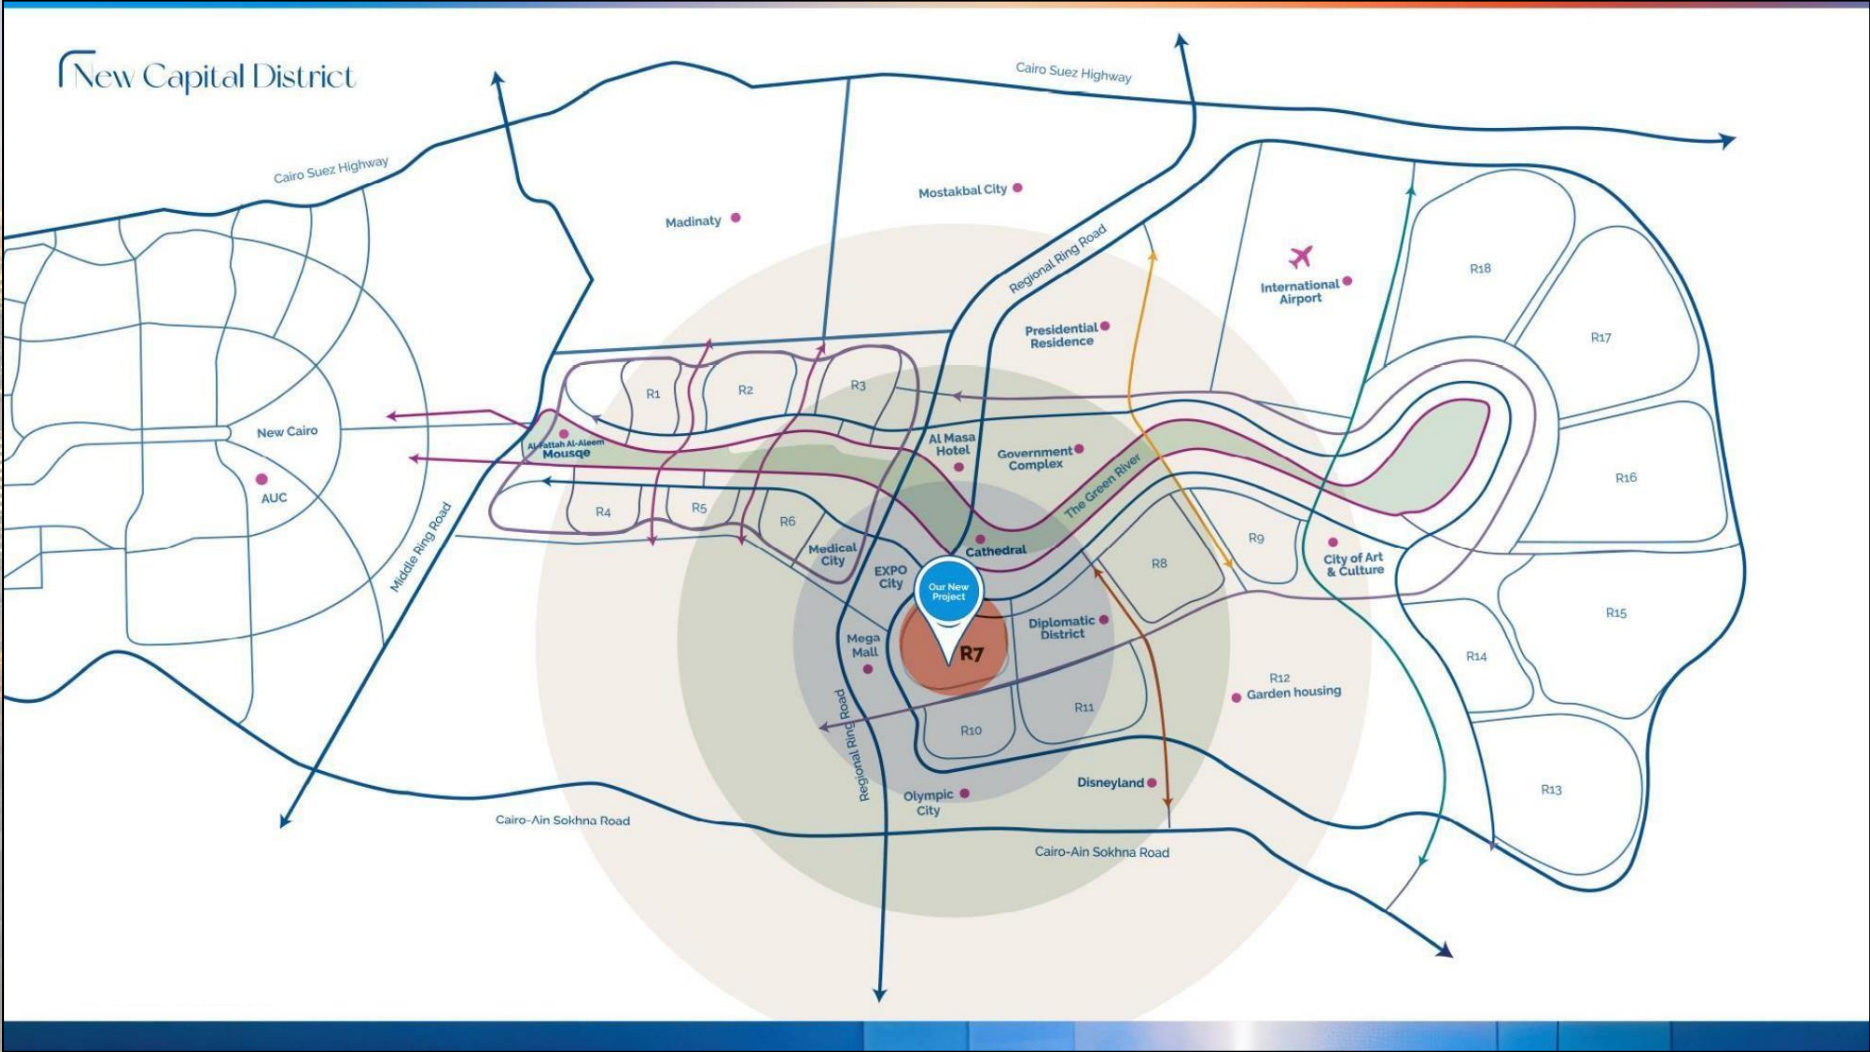 New Capital District
Cairo Suez Highway
Cairo Suez Highway
Mostakbal City
Madinaty
Regional Ring Road
International
Airport
R18
R17
Presidential
Residence
R1
R2
R3
New Cairo
Al-Fattah Al-Aleem
Mousqe
Al Masa
Hotel
Government
Complex
The Green River
R16
AUC
R4
R5
R6
Medical
City
EXPO
City
Cathedral
R8
R9
City of Art
& Culture
Middle Ring Road
Our New
Project
Mega
Mall
R7
Diplomatic
District
R15
R14
R12
Garden housing
Regional Ring Road
R10
R11
Olympic
City
Disneyland
R13
Cairo-Ain Sokhna Road
Cairo-Ain Sokhna Road